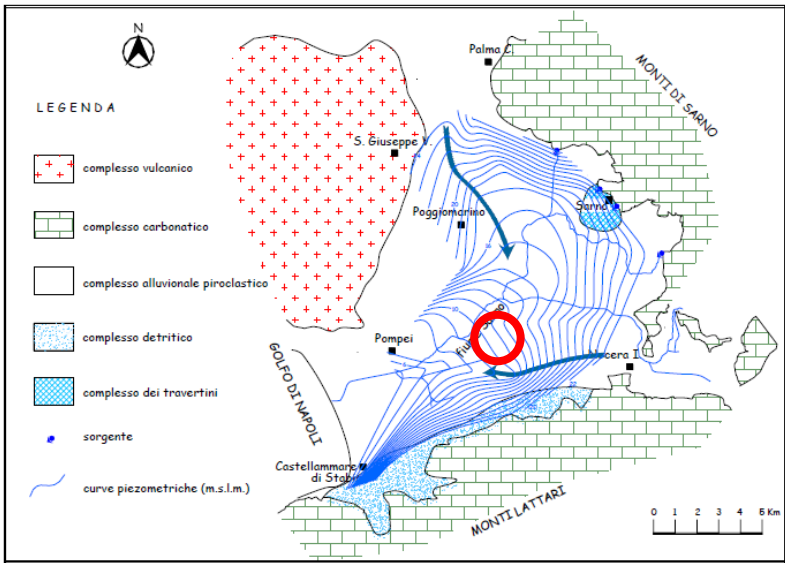 N
LEGENDA
complesso vulcanico
complesso carbonatico
complesso alluvionale piroclastico
complesso detritico
complesso dei travertini
sorgente
curve piezometriche (m.s.l.m.)
Palma C.
MONTI DI SARNO
S. Giuseppe V.
20
Poggiomarino
Sarno
Pompei
fiume
GOLFO DI NAPOLI
Castellammare
di Stabia
MONTI LATTARI
0 1 2 3 4 5 Km